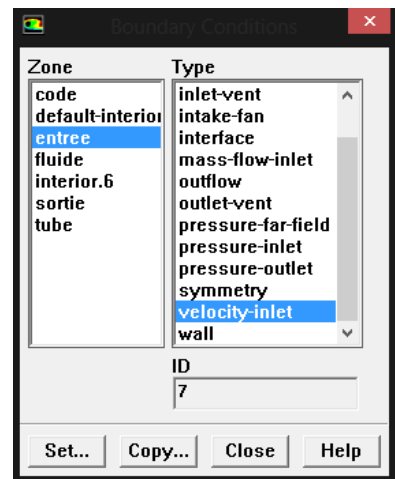 Boundary Conditions
Zone
code
default-interior
entree
fluide
interior.6
sortie
tube
Type
inlet-vent
intake-fan
interface
mass-flow-inlet
outflow
outlet-vent
pressure-far-field
pressure-inlet
pressure-outlet
symmetry
velocity-inlet
wall
ID
7
Set... Copy... Close Help